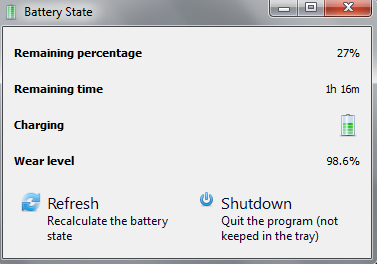 Battery State
Remaining percentage 27%
Remaining time 1h 16m
Charging
Wear level 98.6%
Refresh
Recalculate the battery
state
Shutdown
Quit the program (not
keeped in the tray)